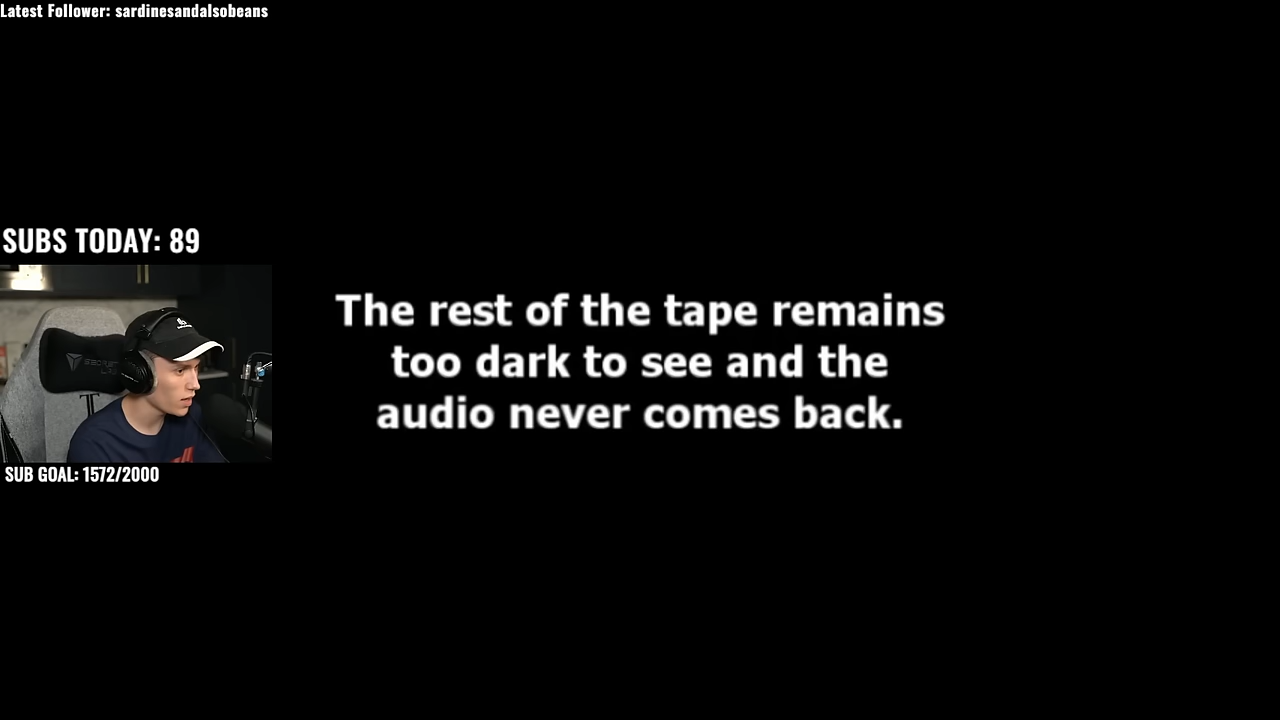 Latest Follower: sardinesandalsobeans
SUBS TODAY: 89
The rest of the tape remains
too dark to see and the
audio never comes back.
SUB GOAL: 1572/2000